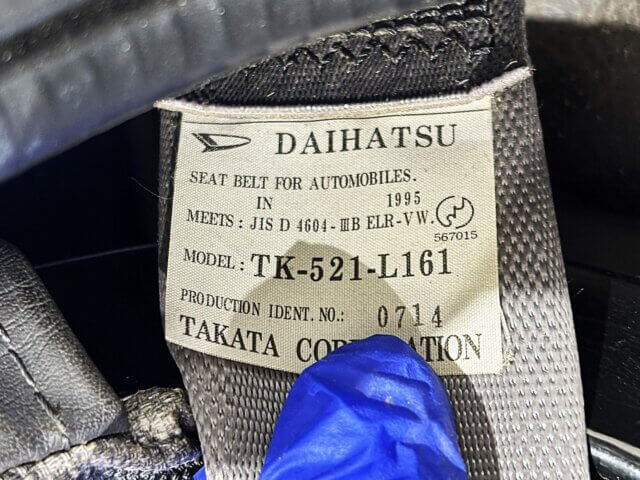 DAIHATSU
SEAT BELT FOR AUTOMOBILES.
IN 1995
MEETS: JIS D 4604-ⅢB ELR-VW.
567015
MODEL: TK-521-L161
PRODUCTION IDENT. NO.: 0714
TAKATA